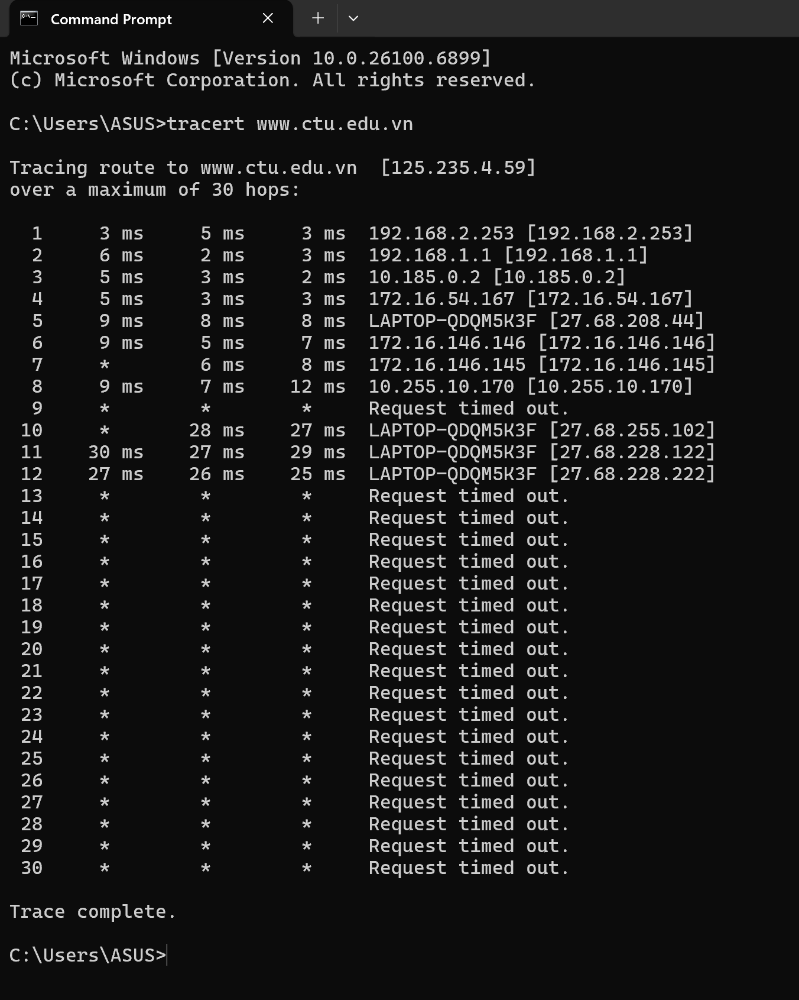 Command Prompt
Microsoft Windows [Version 10.0.26100.6899]
(c) Microsoft Corporation. All rights reserved.
C:\Users\ASUS>tracert www.ctu.edu.vn
Tracing route to www.ctu.edu.vn  [125.235.4.59]
over a maximum of 30 hops:
  1     3 ms     5 ms     3 ms  192.168.2.253 [192.168.2.253]
  2     6 ms     2 ms     3 ms  192.168.1.1 [192.168.1.1]
  3     5 ms     3 ms     2 ms  10.185.0.2 [10.185.0.2]
  4     5 ms     3 ms     3 ms  172.16.54.167 [172.16.54.167]
  5     9 ms     8 ms     8 ms  LAPTOP-QDQM5K3F [27.68.208.44]
  6     9 ms     5 ms     7 ms  172.16.146.146 [172.16.146.146]
  7     *        6 ms     8 ms  172.16.146.145 [172.16.146.145]
  8     9 ms     7 ms    12 ms  10.255.10.170 [10.255.10.170]
  9     *        *        *     Request timed out.
 10     *       28 ms    27 ms  LAPTOP-QDQM5K3F [27.68.255.102]
 11    30 ms    27 ms    29 ms  LAPTOP-QDQM5K3F [27.68.228.122]
 12    27 ms    26 ms    25 ms  LAPTOP-QDQM5K3F [27.68.228.222]
 13     *        *        *     Request timed out.
 14     *        *        *     Request timed out.
 15     *        *        *     Request timed out.
 16     *        *        *     Request timed out.
 17     *        *        *     Request timed out.
 18     *        *        *     Request timed out.
 19     *        *        *     Request timed out.
 20     *        *        *     Request timed out.
 21     *        *        *     Request timed out.
 22     *        *        *     Request timed out.
 23     *        *        *     Request timed out.
 24     *        *        *     Request timed out.
 25     *        *        *     Request timed out.
 26     *        *        *     Request timed out.
 27     *        *        *     Request timed out.
 28     *        *        *     Request timed out.
 29     *        *        *     Request timed out.
 30     *        *        *     Request timed out.
Trace complete.
C:\Users\ASUS>